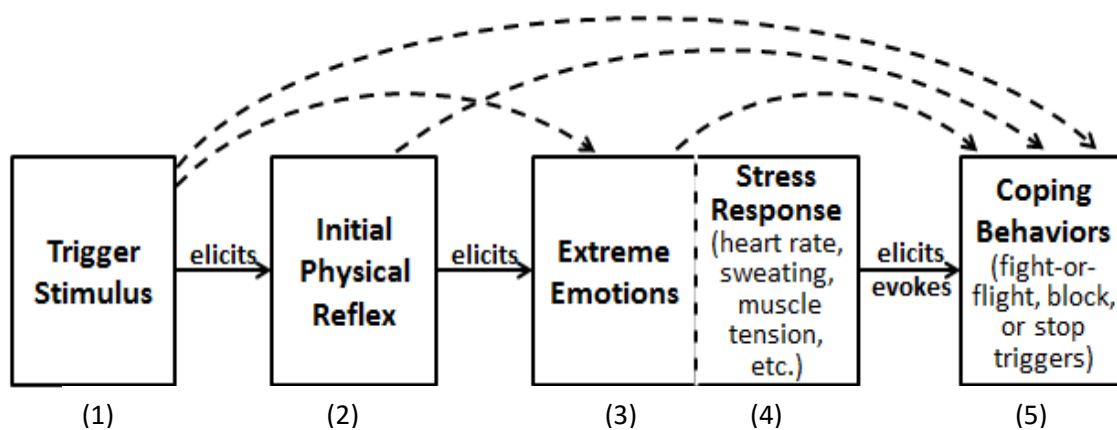 Trigger
Stimulus
elicits
Initial
Physical
Reflex
elicits
Extreme
Emotions
Stress
Response
(heart rate,
sweating,
muscle
tension,
etc.)
elicits
evokes
Coping
Behaviors
(fight-or-
flight, block,
or stop
triggers)
(1)
(2)
(3)
(4)
(5)